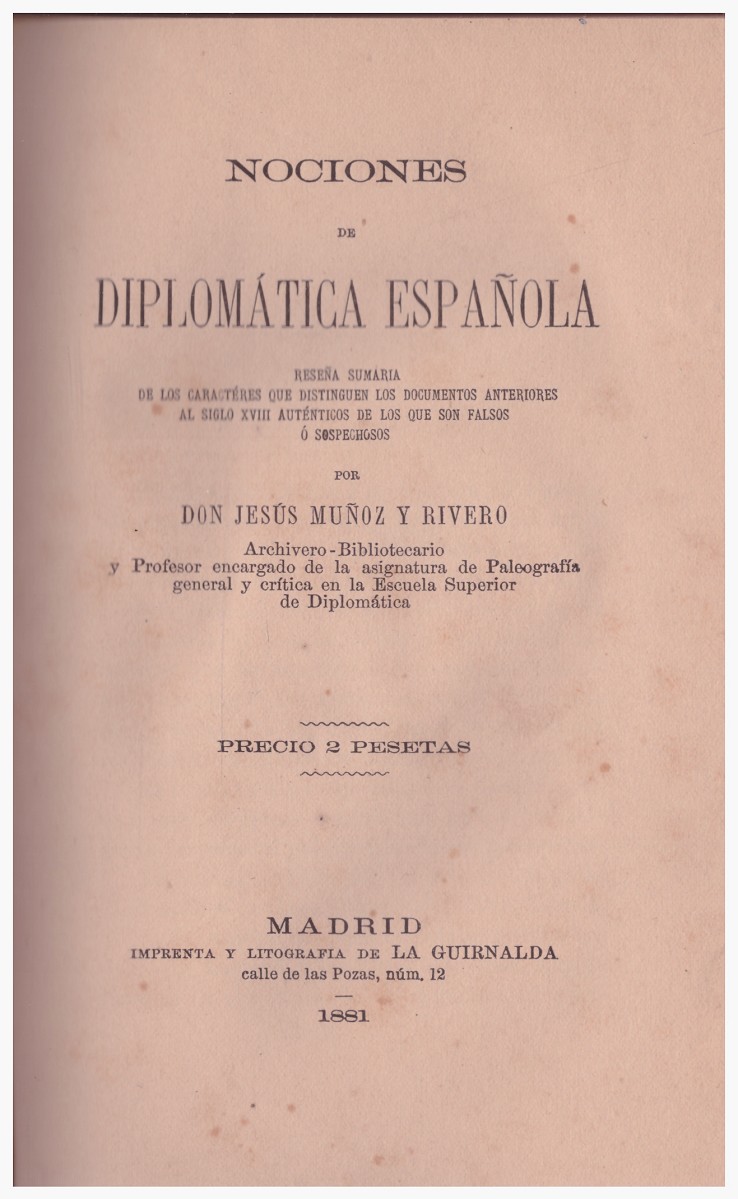 NOCIONES
DE
DIPLOMÁTICA ESPAÑOLA
RESEÑA SUMARIA
DE LOS CARACTÉRES QUE DISTINGUEN LOS DOCUMENTOS ANTERIORES
AL SIGLO XVIII AUTÉNTICOS DE LOS QUE SON FALSOS
Ó SOSPECHOSOS
POR
DON JESÚS MUÑOZ Y RIVERO
Archivero-Bibliotecario
y Profesor encargado de la asignatura de Paleografía
general y crítica en la Escuela Superior
de Diplomática
PRECIO 2 PESETAS
MADRID
IMPRENTA Y LITOGRAFIA DE LA GUIRNALDA
calle de las Pozas, núm. 12
1881